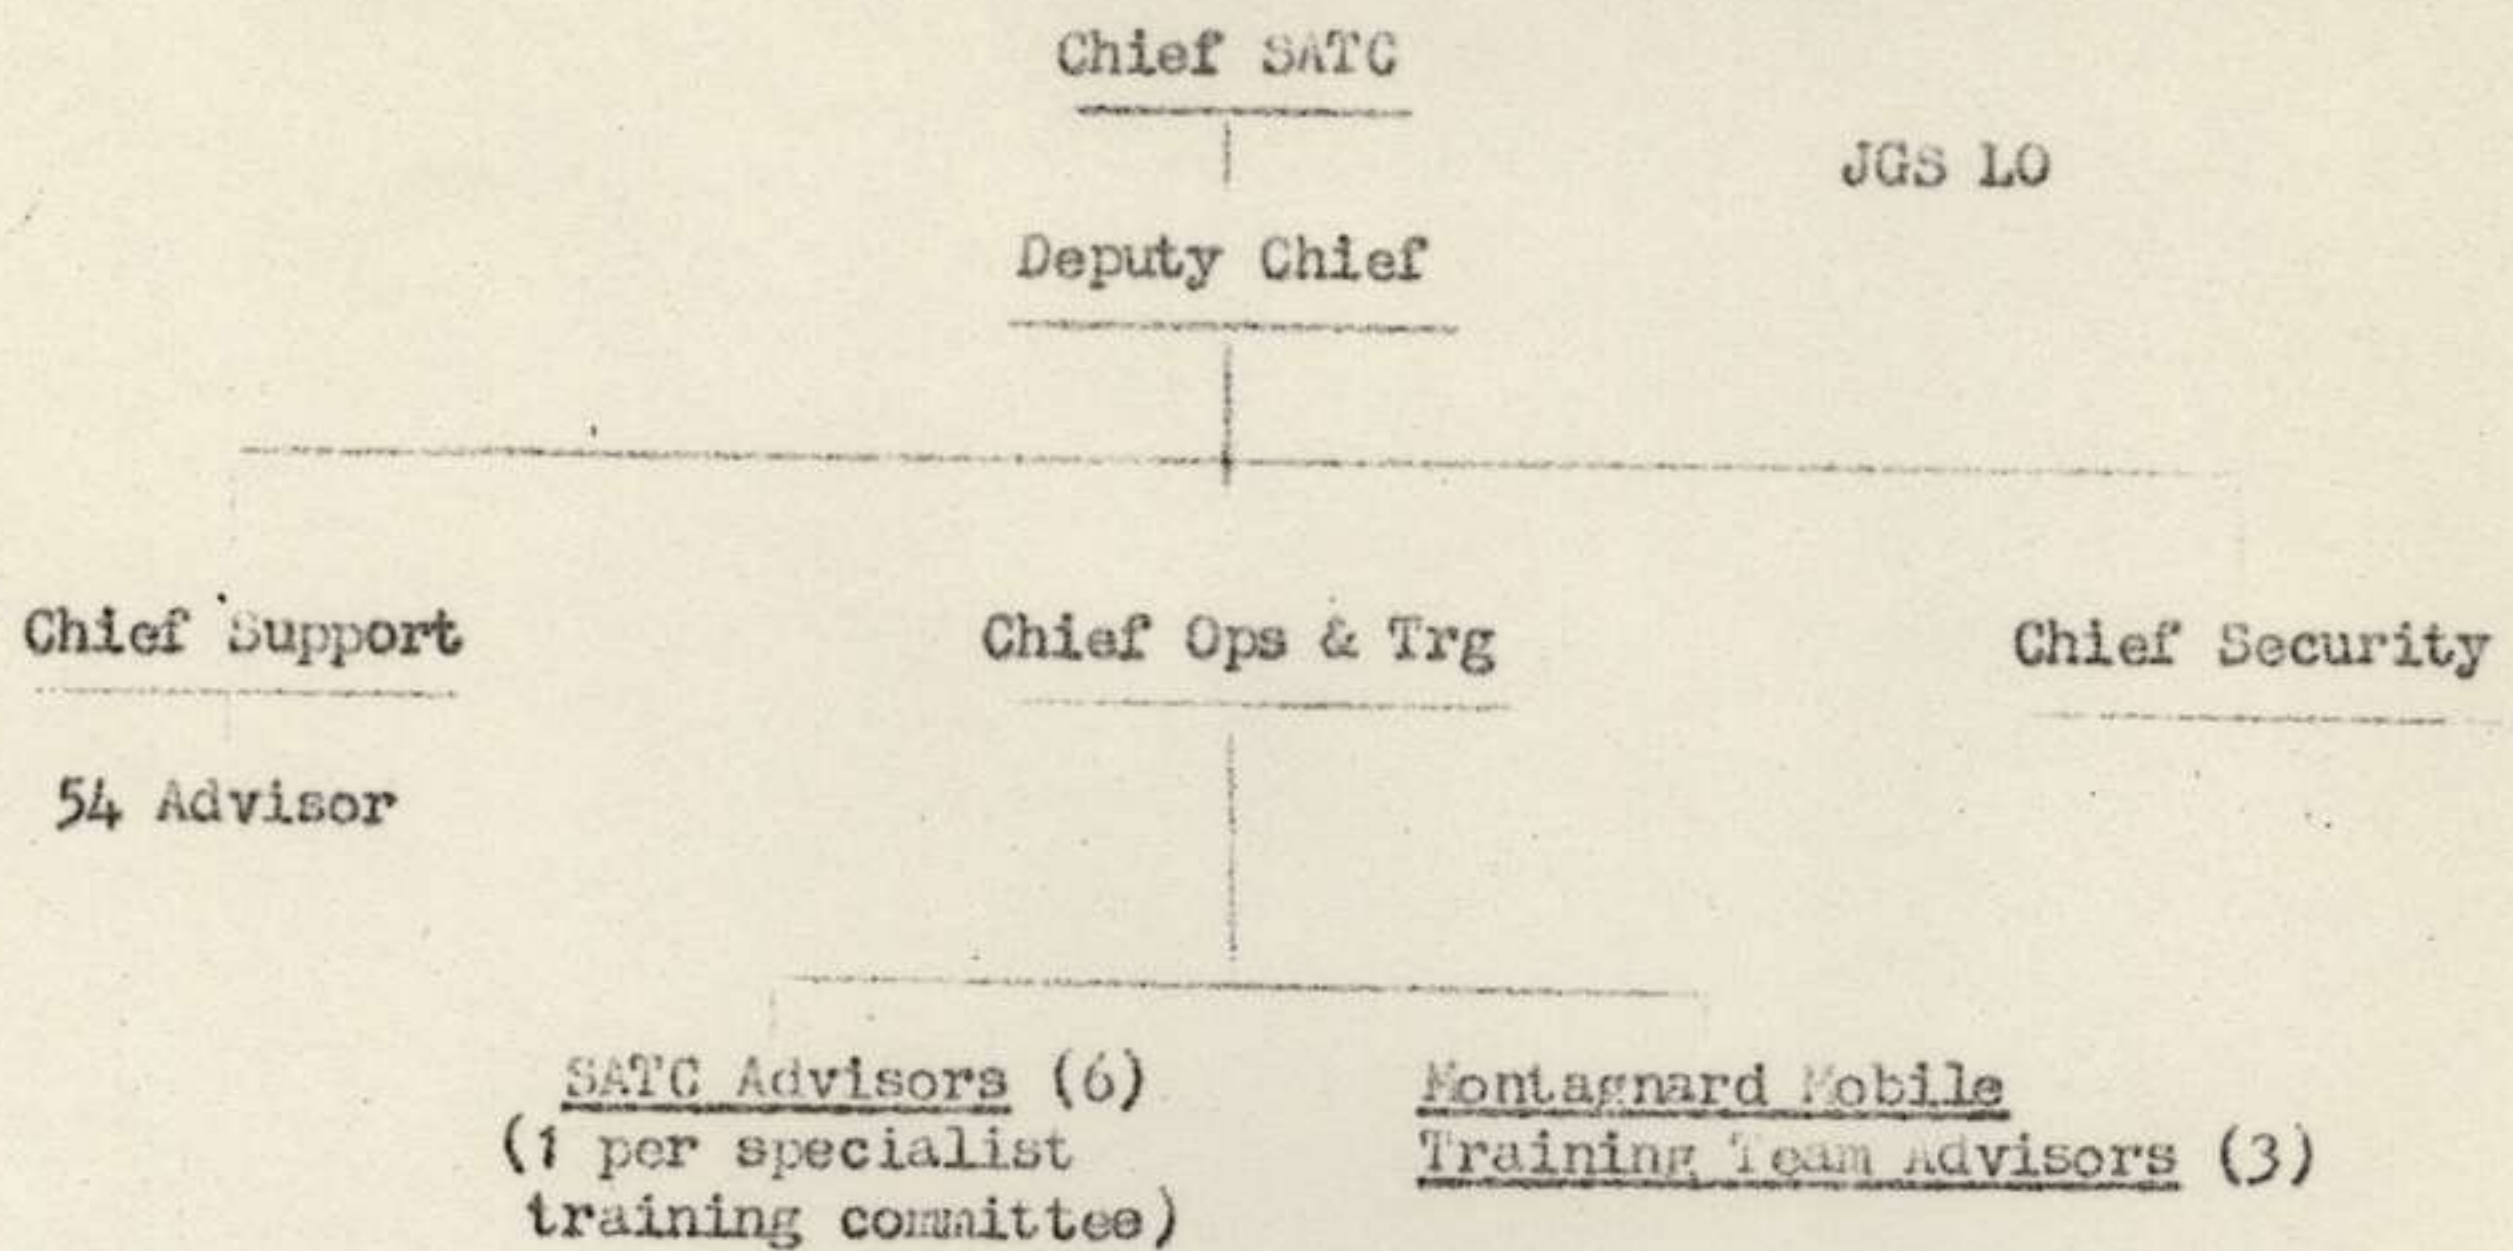 Chief SATC
JGS LO
Deputy Chief
Chief Support
Chief Ops & Trg
Chief Security
54 Advisor
SATC Advisors (6)
(1 per specialist
training committee)
Montagnard Mobile
Training Team Advisors (3)